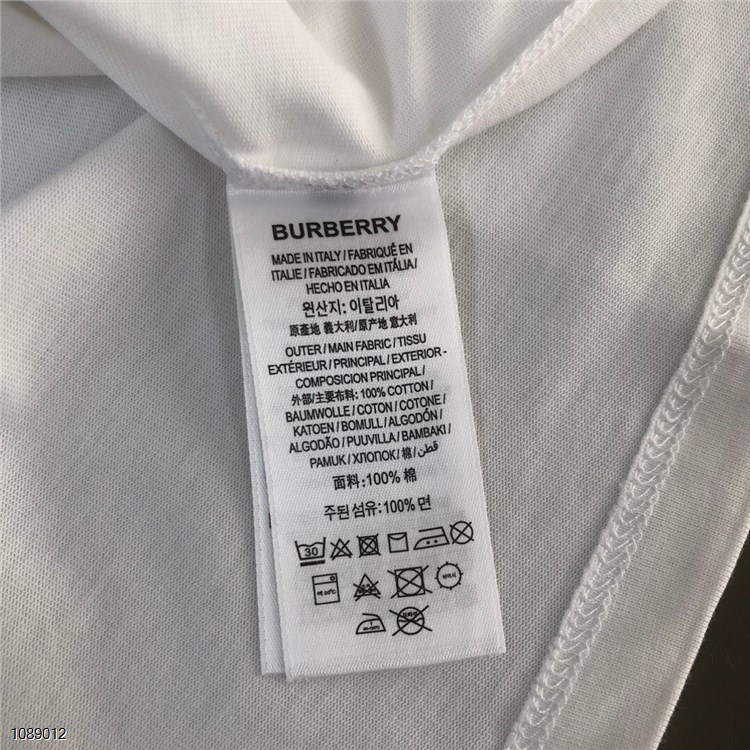 BURBERRY
MADE IN ITALY / FABRIQUÉ EN
ITALIE / FABRICADO EM ITÁLIA /
HECHO EN ITALIA
원산지: 이탈리아
原產地 義大利/原产地 意大利
OUTER / MAIN FABRIC / TISSU
EXTÉRIEUR / PRINCIPAL / EXTERIOR-
COMPOSICION PRINCIPAL /
外部/主要布料: 100% COTTON /
BAUMWOLLE / COTON / COTONE /
KATOEN / BOMULL / ALGODÓN /
ALGODÃO / PUUVILLA / BAMBAKI /
PAMUK / ХЛОПОК / 棉 / قطن
面料:100% 棉
주된 섬유:100% 면
30
1089012